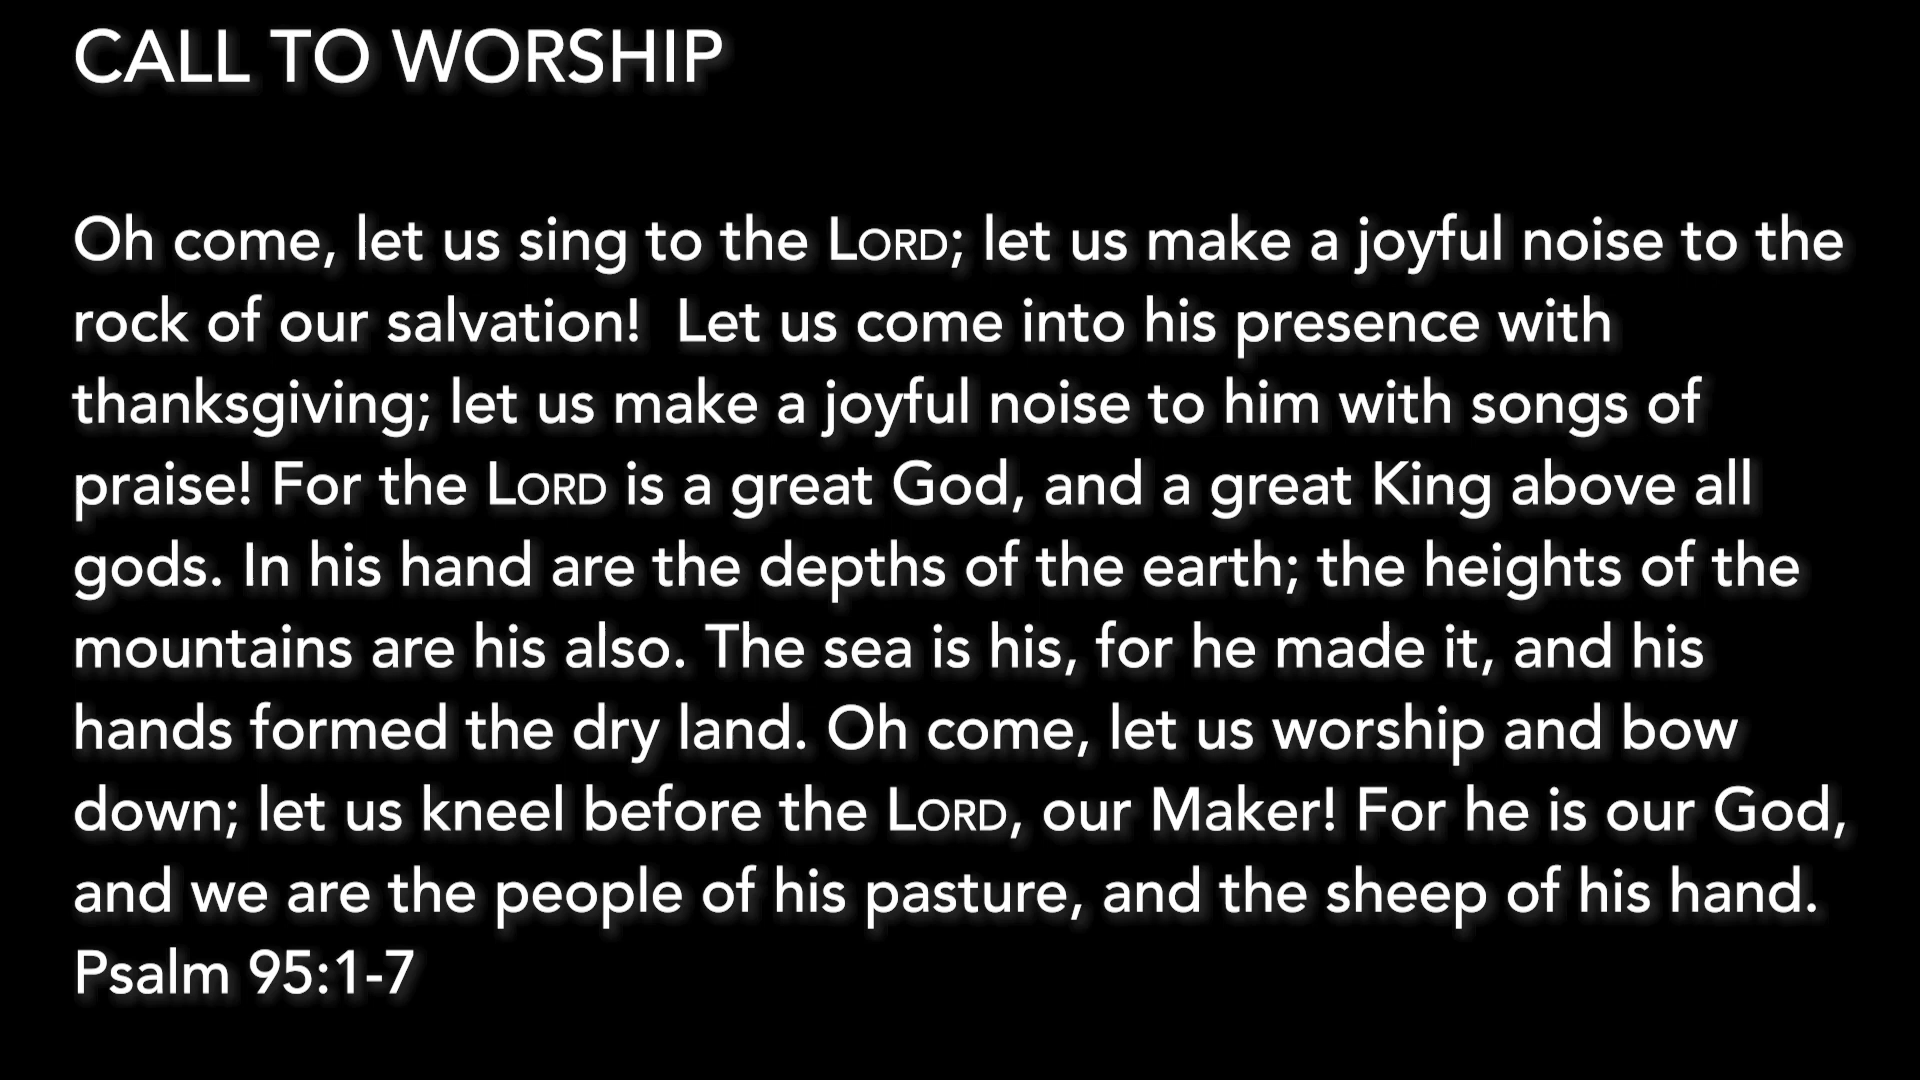 CALL TO WORSHIP
Oh come, let us sing to the LORD; let us make a joyful noise to the
rock of our salvation!  Let us come into his presence with
thanksgiving; let us make a joyful noise to him with songs of
praise! For the LORD is a great God, and a great King above all
gods. In his hand are the depths of the earth; the heights of the
mountains are his also. The sea is his, for he made it, and his
hands formed the dry land. Oh come, let us worship and bow
down; let us kneel before the LORD, our Maker! For he is our God,
and we are the people of his pasture, and the sheep of his hand.
Psalm 95:1-7